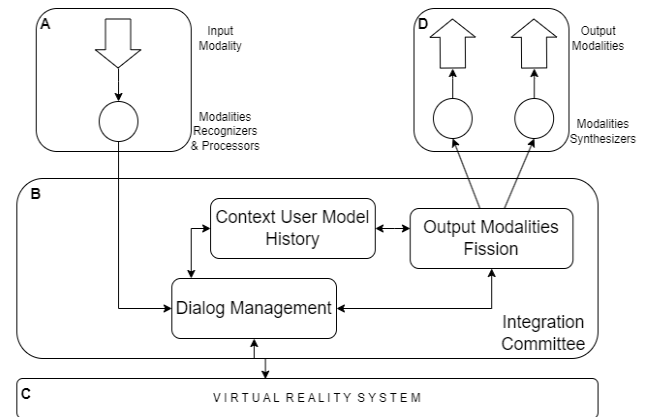 A
Input
Modality
Modalities
Recognizers
& Processors
D
Output
Modalities
Modalities
Synthesizers
B
Context User Model
History
Output Modalities
Fission
Dialog Management
Integration
Committee
C
VIRTUAL REALITY SYSTEM